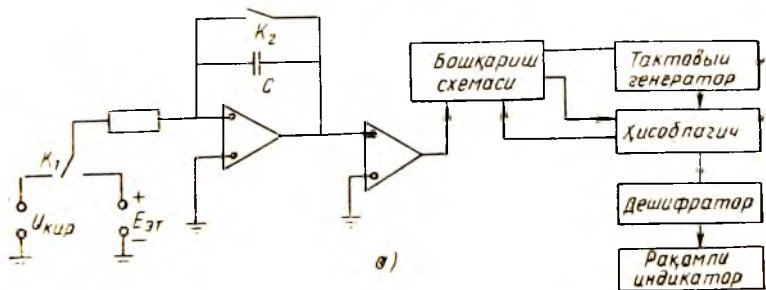 K₂
C
K₁
Uкир
+
Eэт
−
Бошқариш
схемаси
Тактовый
генератор
Ҳисоблагич
Дешифратор
Рақамли
индикатор
а)